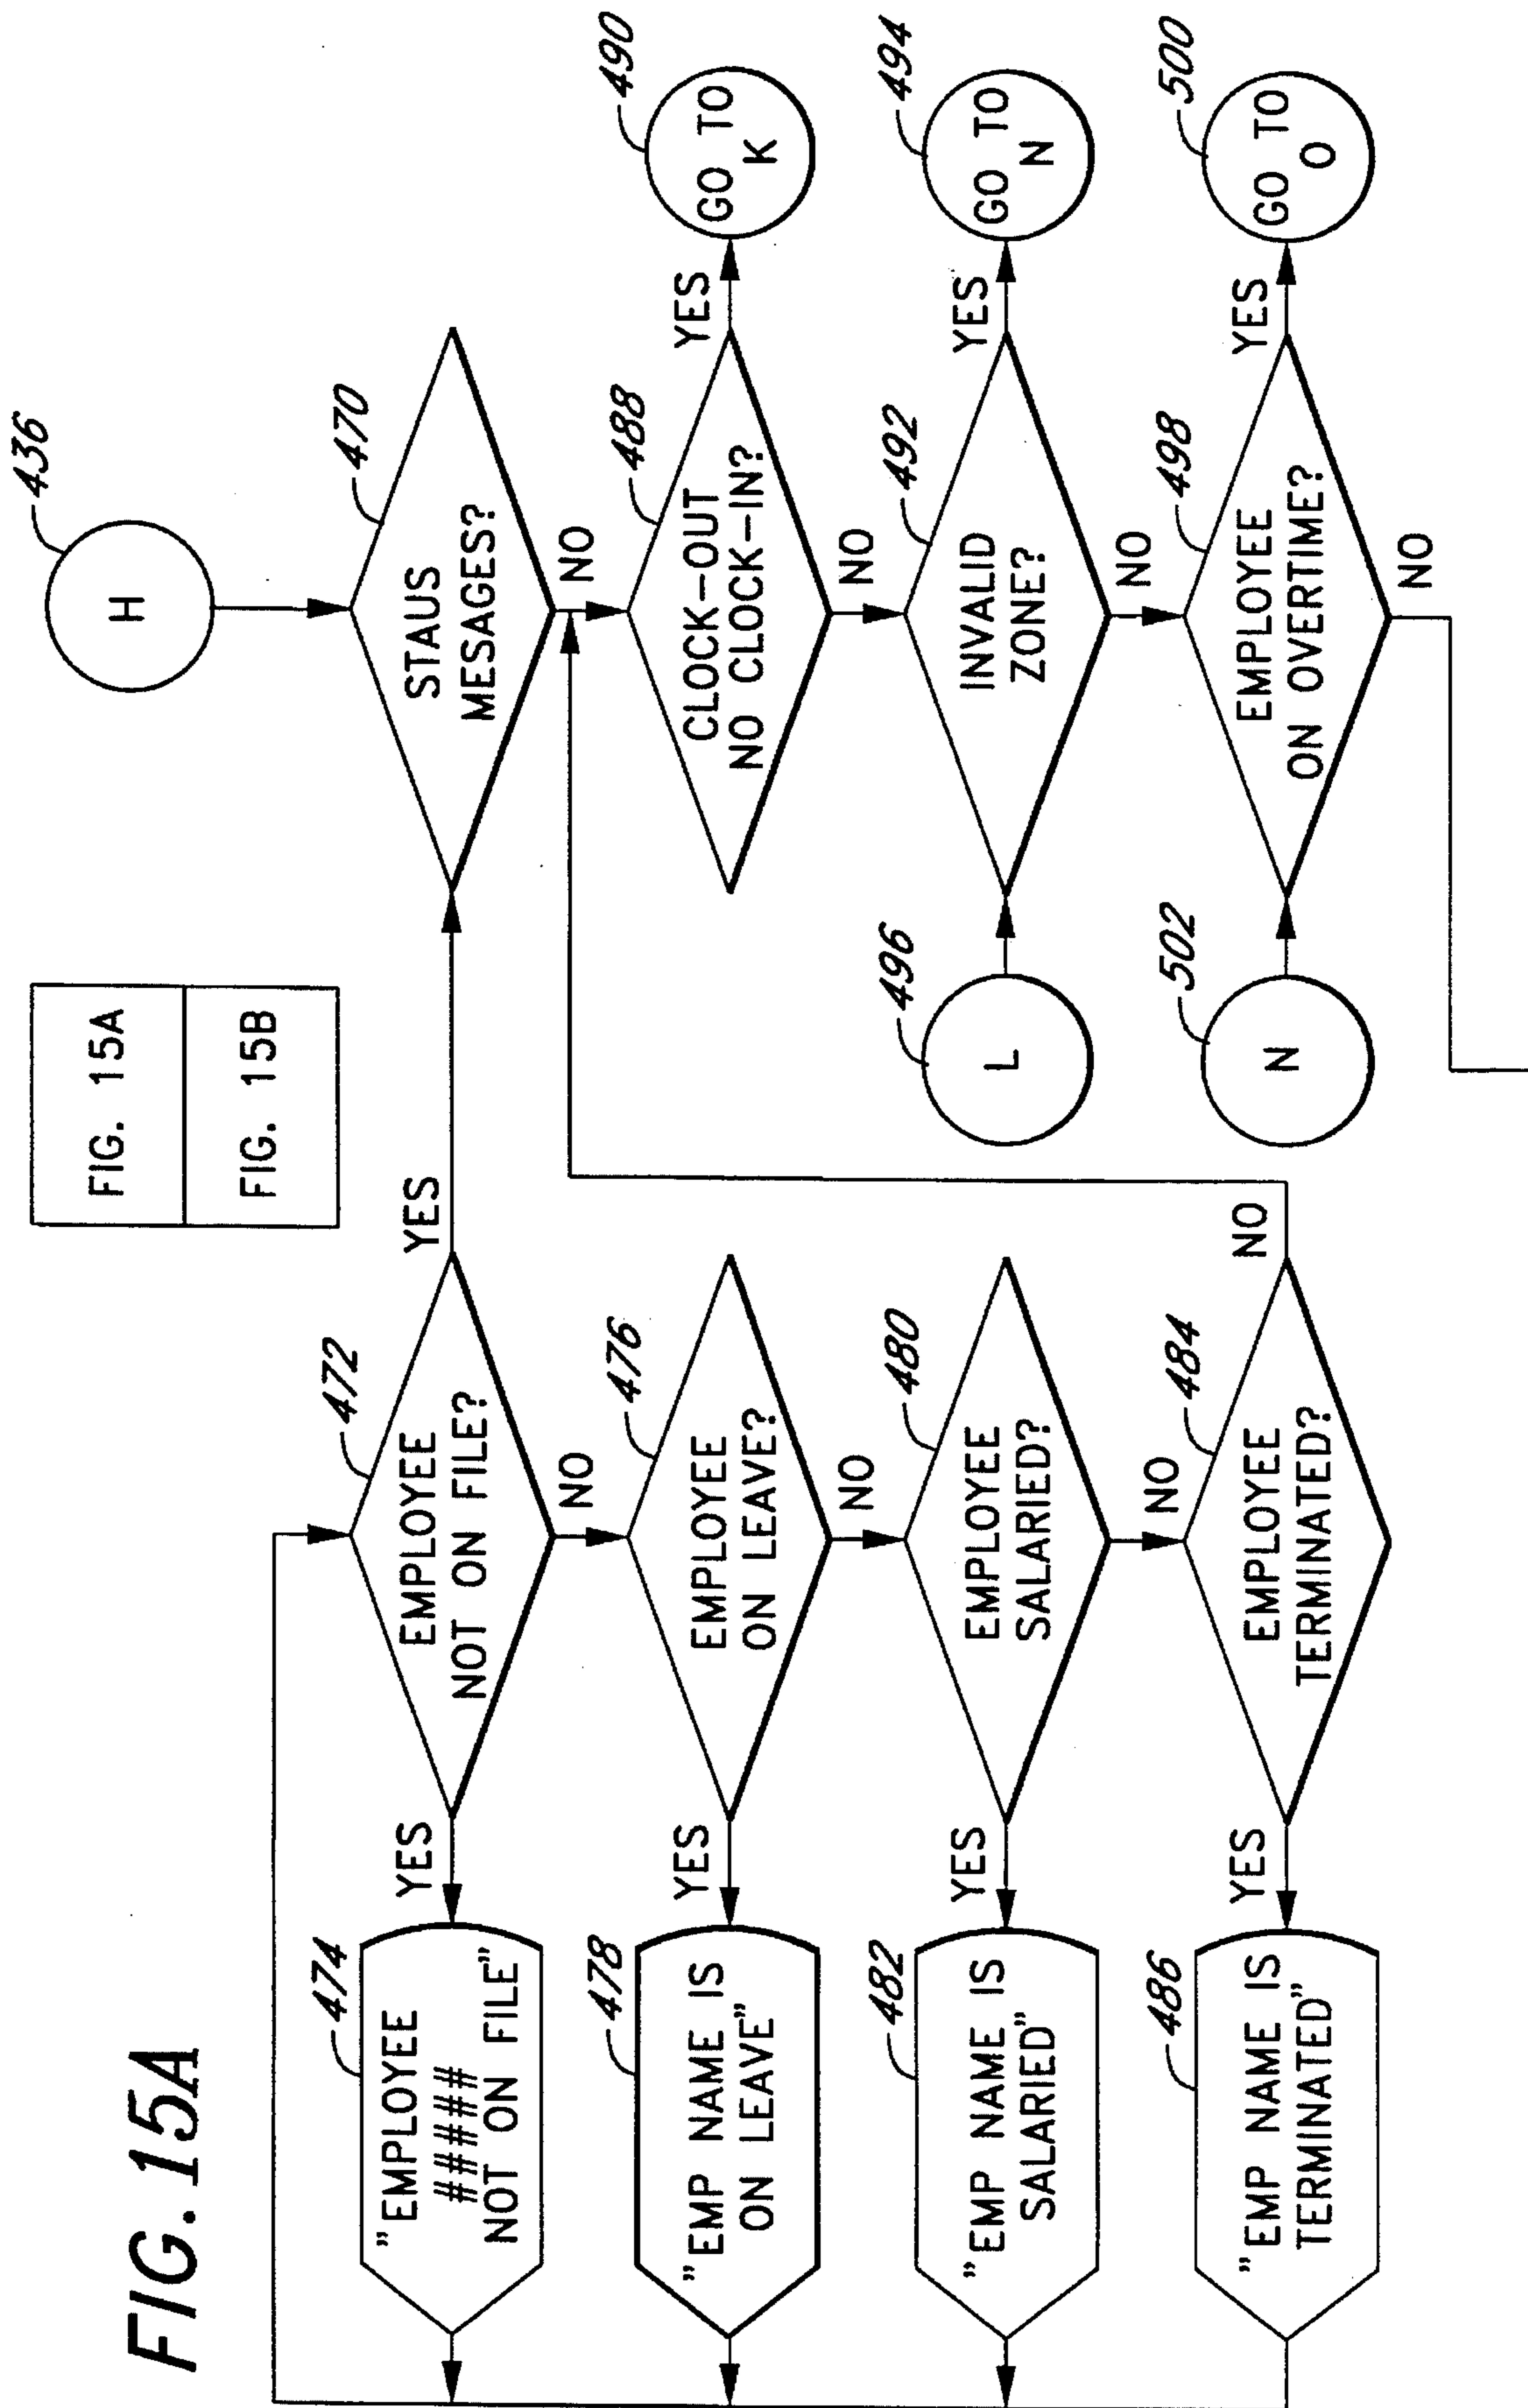 FIG. 15A
FIG. 15A
FIG. 15B
436
H
470
STAUS
MESAGES?
NO
YES
472
EMPLOYEE
NOT ON FILE?
YES
NO
474
"EMPLOYEE
#####
NOT ON FILE"
476
EMPLOYEE
ON LEAVE?
YES
NO
478
"EMP NAME IS
ON LEAVE"
480
EMPLOYEE
SALARIED?
YES
NO
482
"EMP NAME IS
SALARIED"
484
EMPLOYEE
TERMINATED?
YES
NO
486
"EMP NAME IS
TERMINATED"
488
CLOCK-OUT
NO CLOCK-IN?
YES
NO
490
GO TO
K
492
INVALID
ZONE?
YES
NO
494
GO TO
N
496
L
498
EMPLOYEE
ON OVERTIME?
YES
NO
500
GO TO
O
502
N